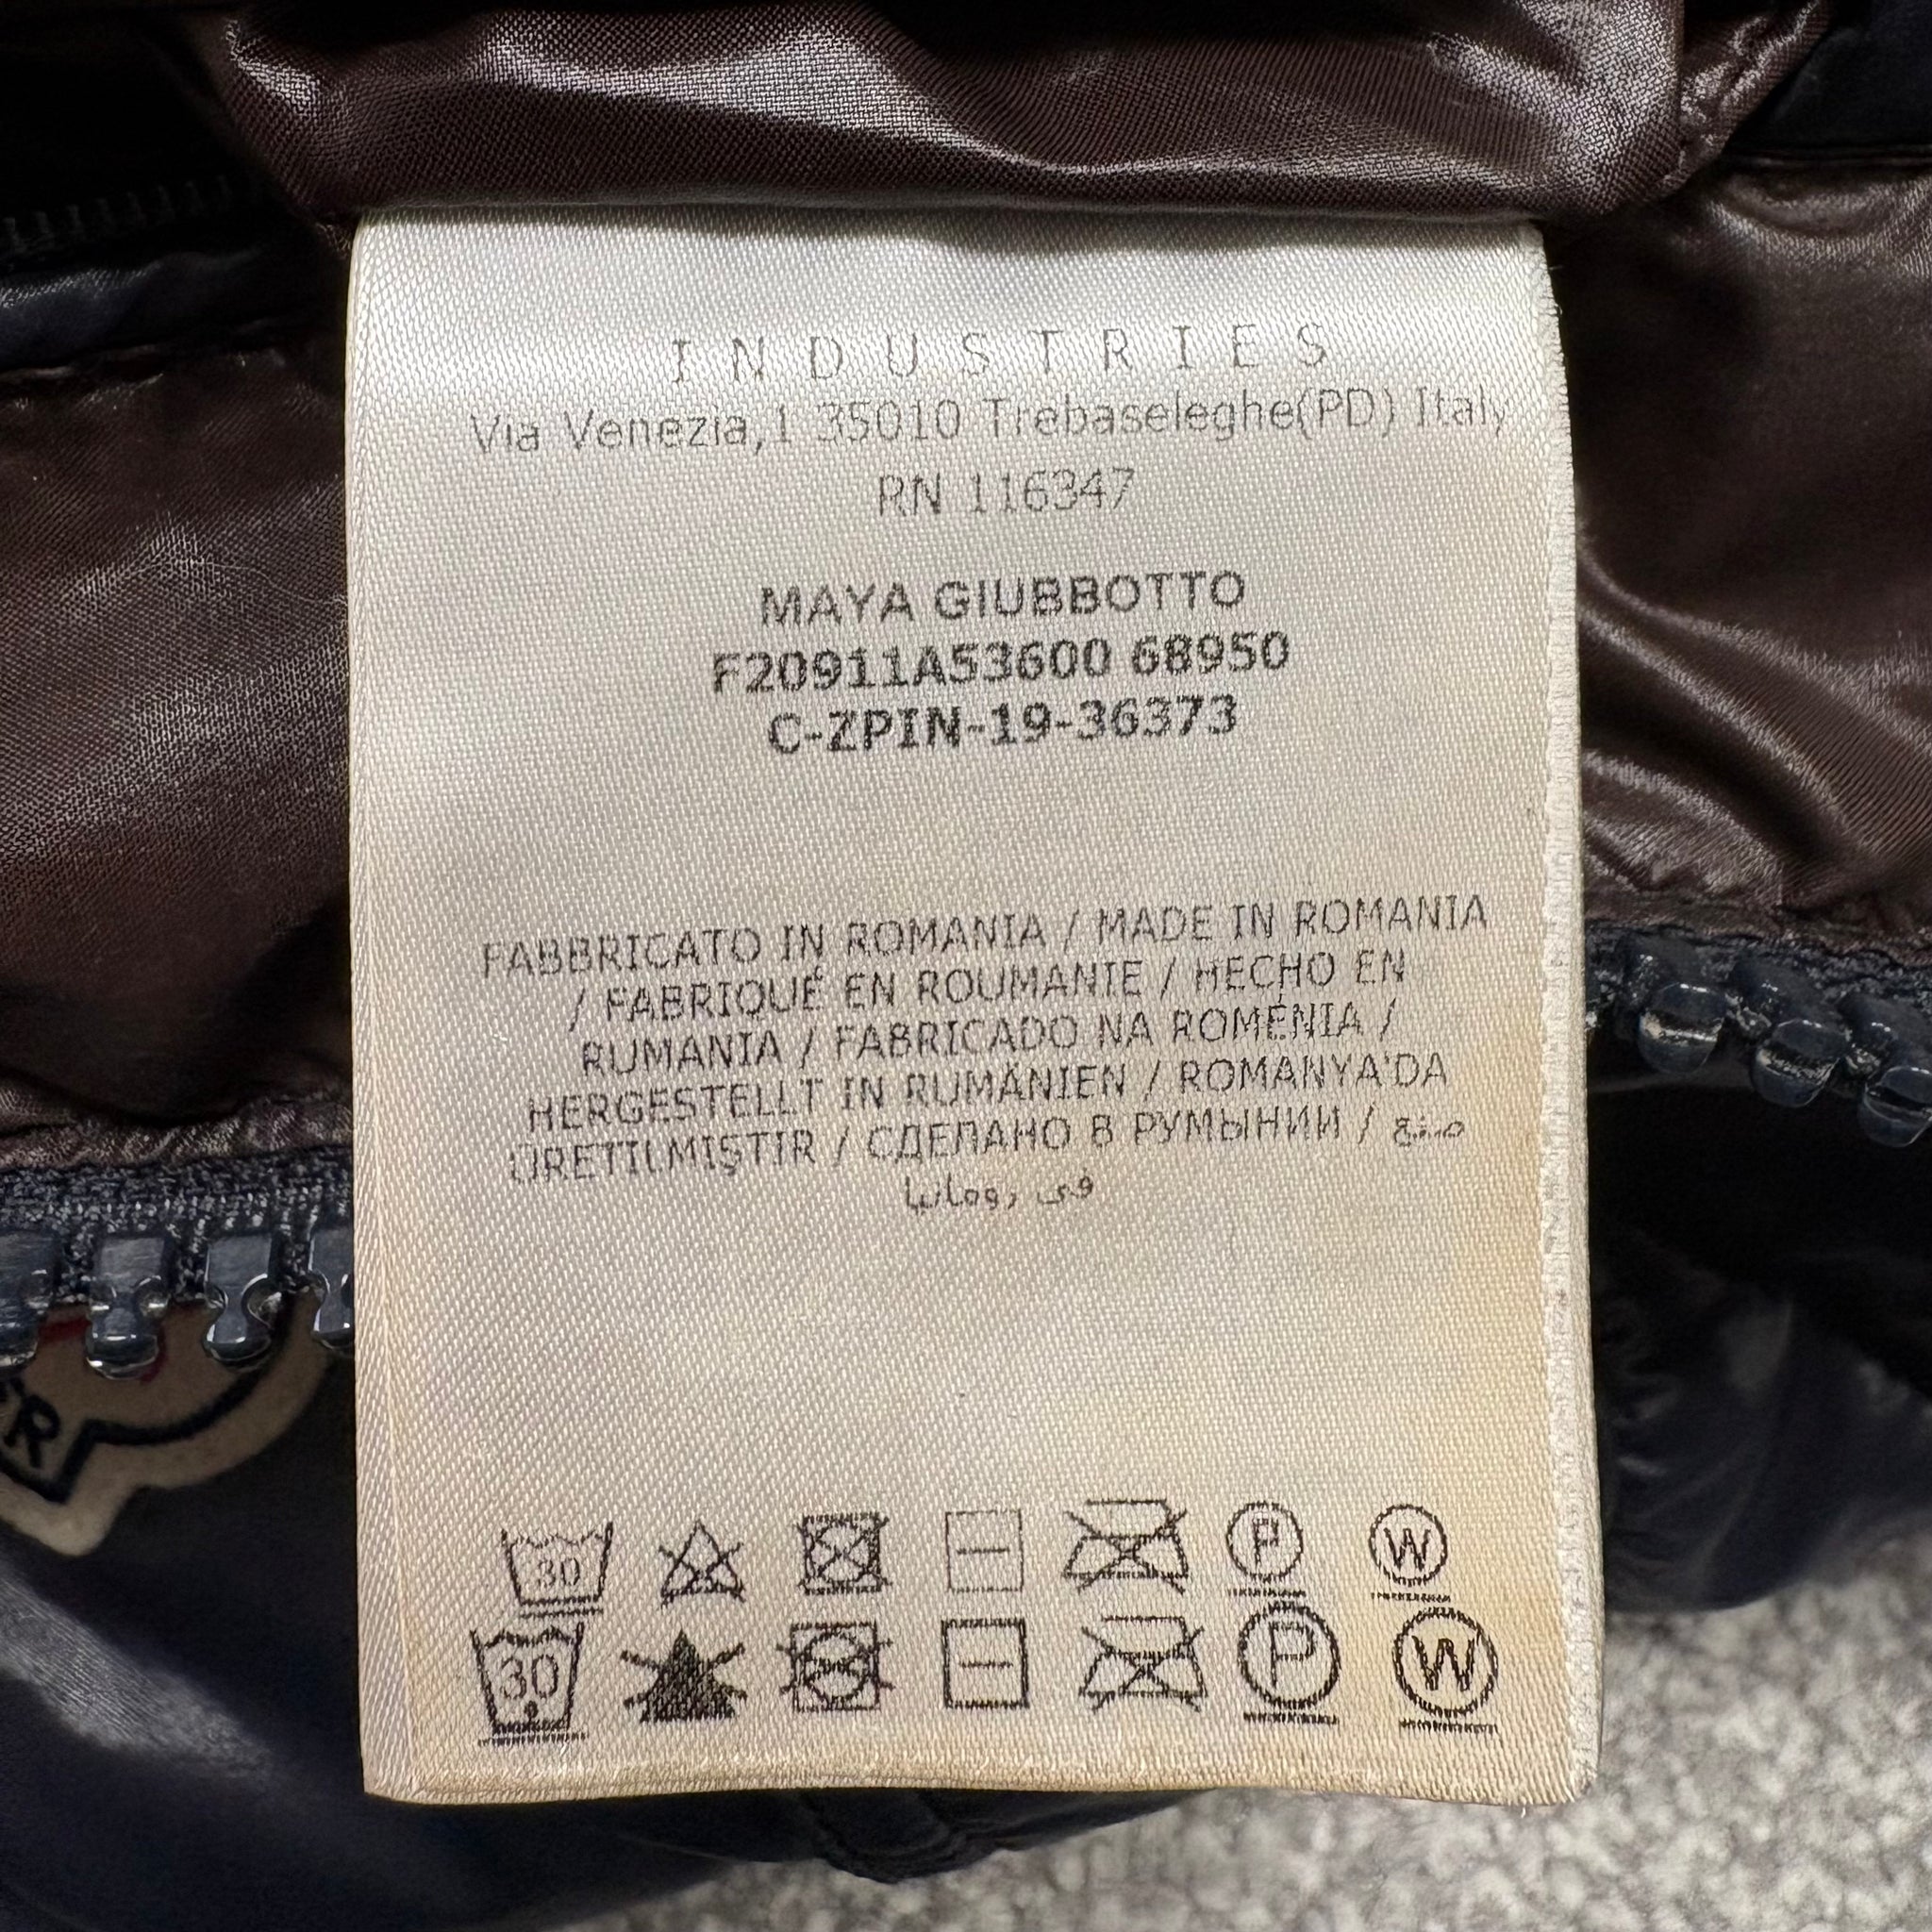 INDUSTRIES
Via Venezia,1 35010 Trebaseleghe(PD) Italy
RN 116347
MAYA GIUBBOTTO
F20911A53600 68950
C-ZPIN-19-36373
FABBRICATO IN ROMANIA / MADE IN ROMANIA
/ FABRIQUÉ EN ROUMANIE / HECHO EN
RUMANIA / FABRICADO NA ROMÉNIA /
HERGESTELLT IN RUMÄNIEN / ROMANYA'DA
ÜRETILMIŞTIR / СДЕЛАНО В РУМЫНИИ / صنع
فى رومانيا
30 P W
30 P W